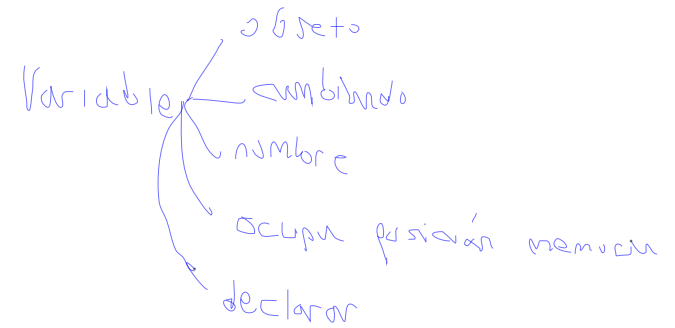 objeto
Variable
cambiando
nombre
ocupa posición memoria
declarar